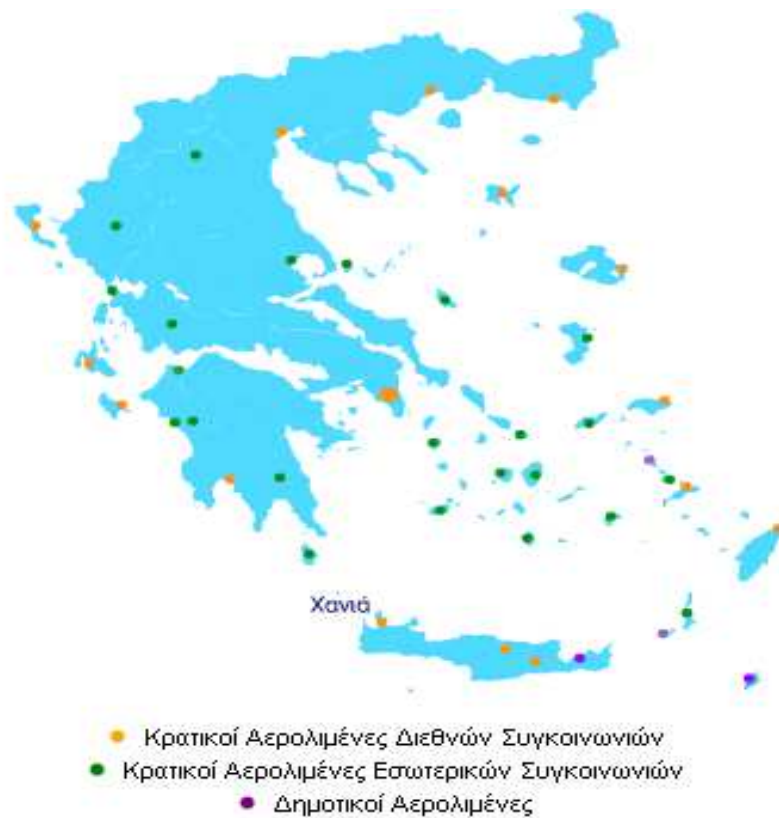 Χανιά
Κρατικοί Αερολιμένες Διεθνών Συγκοινωνιών
Κρατικοί Αερολιμένες Εσωτερικών Συγκοινωνιών
Δημοτικοί Αερολιμένες